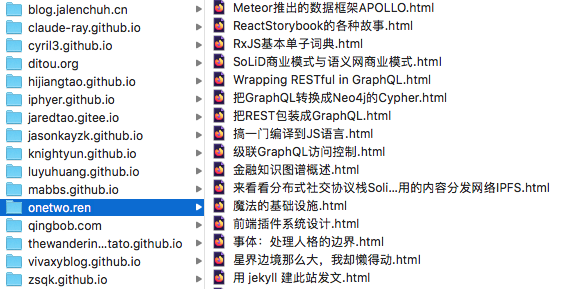 blog.jalenchuh.cn
claude-ray.github.io
cyril3.github.io
ditou.org
hijiangtao.github.io
iphyer.github.io
jaredtao.gitee.io
jasonkayzk.github.io
knightyun.github.io
luyuhuang.github.io
mabbs.github.io
onetwo.ren
qingbob.com
thewanderin...tato.github.io
vivaxyblog.github.io
zsqk.github.io
Meteor推出的数据框架APOLLO.html
ReactStorybook的各种故事.html
RxJS基本单子词典.html
SoLiD商业模式与语义网商业模式.html
Wrapping RESTful in GraphQL.html
把GraphQL转换成Neo4j的Cypher.html
把REST包装成GraphQL.html
搞一门编译到JS语言.html
级联GraphQL访问控制.html
金融知识图谱概述.html
来看看分布式社交协议栈Soli...用的内容分发网络IPFS.html
魔法的基础设施.html
前端插件系统设计.html
事体：处理人格的边界.html
星界边境那么大，我却懒得动.html
用 jekyll 建此站发文.html